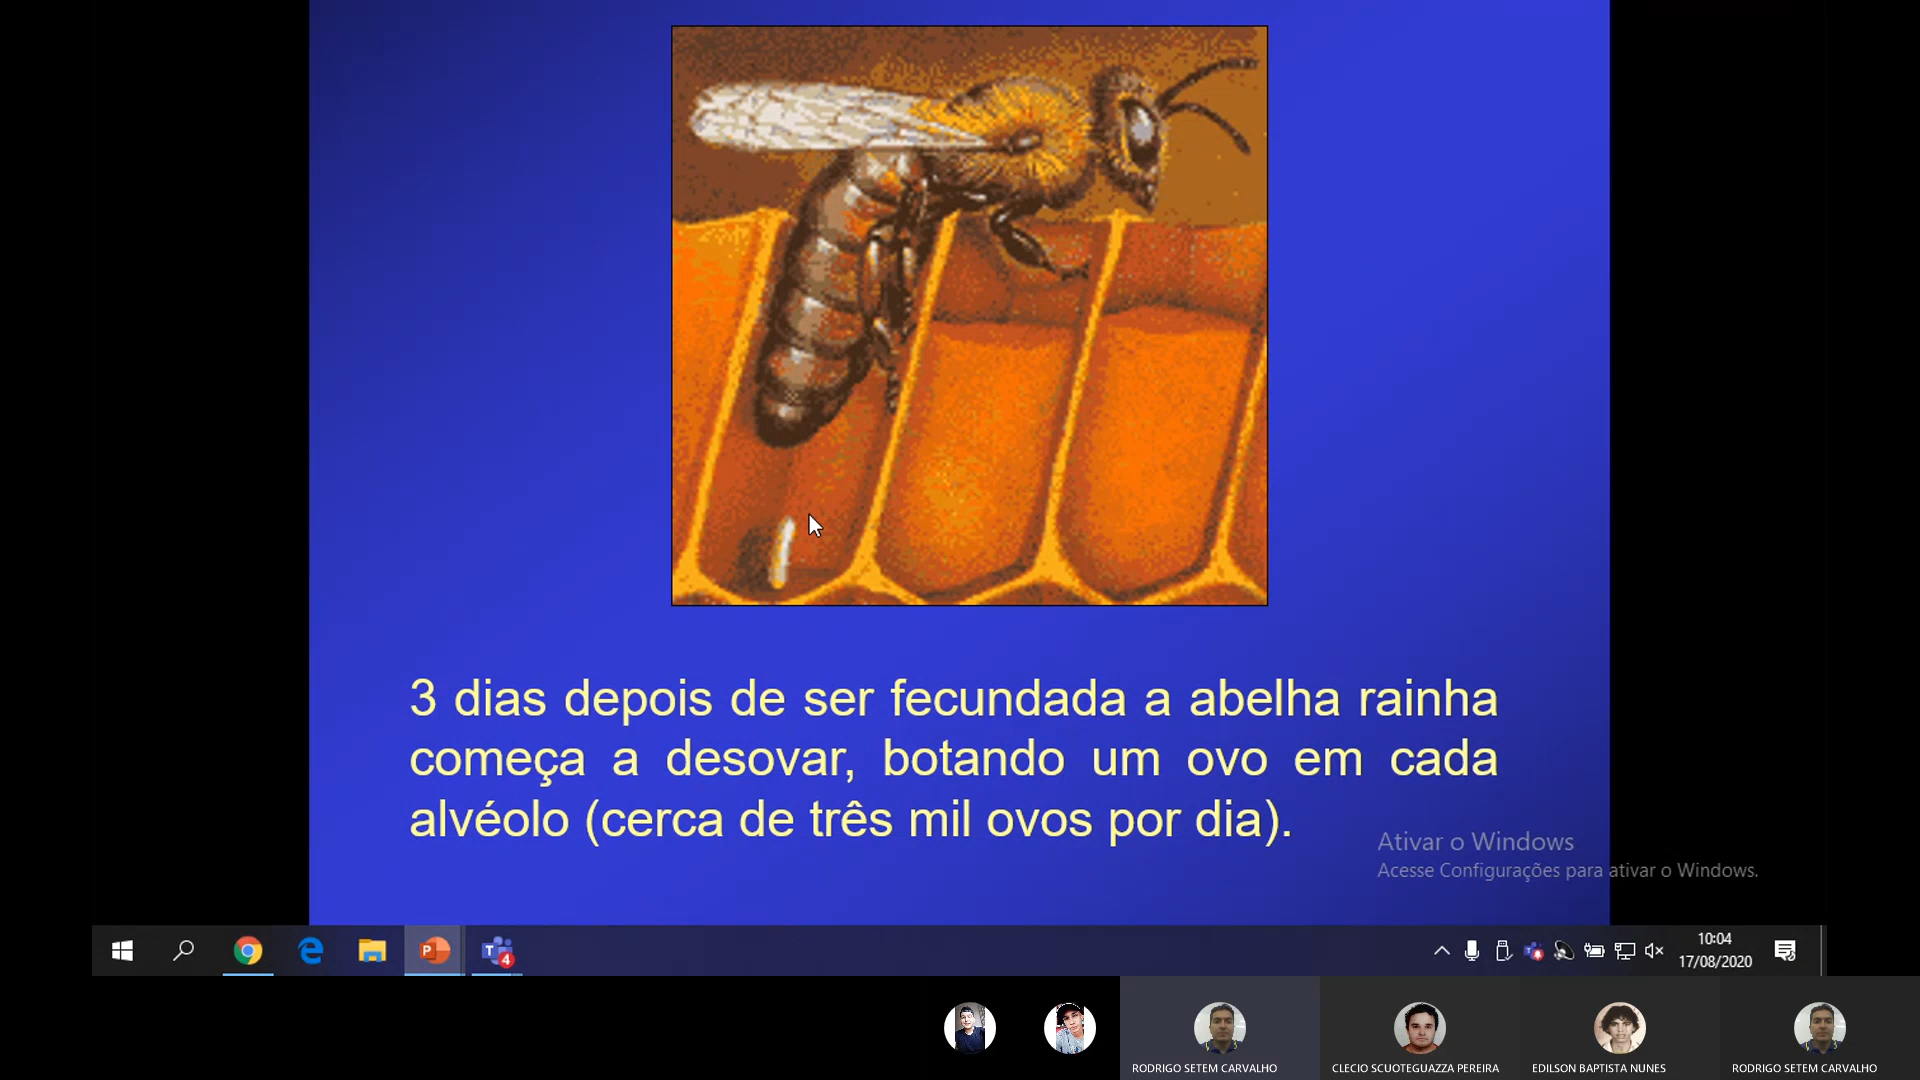 3 dias depois de ser fecundada a abelha rainha
começa a desovar, botando um ovo em cada
alvéolo (cerca de três mil ovos por dia).
Ativar o Windows
Acesse Configurações para ativar o Windows.
4
10:04
17/08/2020
RODRIGO SETEM CARVALHO
CLECIO SCUOTEGUAZZA PEREIRA
EDILSON BAPTISTA NUNES
RODRIGO SETEM CARVALHO